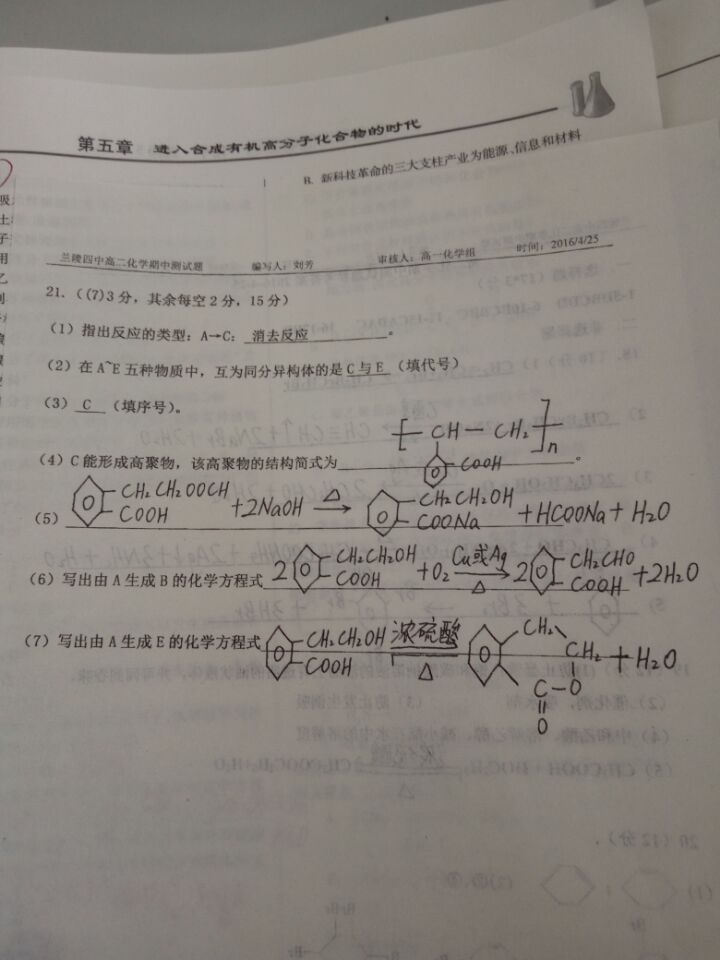 第五章 进入合成有机高分子化合物的时代
B. 新科技革命的三大支柱产业为能源、信息和材料
兰陵四中高二化学期中测试题 编写人：刘芳 审核人：高一化学组 时间：2016/4/25
21.（(7)3分，其余每空2分，15分）
（1）指出反应的类型：A→C：消去反应。
（2）在A~E五种物质中，互为同分异构体的是C与E（填代号）
（3）C（填序号）。
（4）C能形成高聚物，该高聚物的结构简式为 [CH—CH₂]n COOH。
（5）CH₂CH₂OOCH COOH +2NaOH △→ CH₂CH₂OH COONa +HCOONa+H₂O
（6）写出由A生成B的化学方程式 2 CH₂CH₂OH COOH +O₂ Cu或Ag △→ 2 CH₂CHO COOH +2H₂O
（7）写出由A生成E的化学方程式 CH₂CH₂OH COOH 浓硫酸 △ CH₂ CH₂ C—O O +H₂O